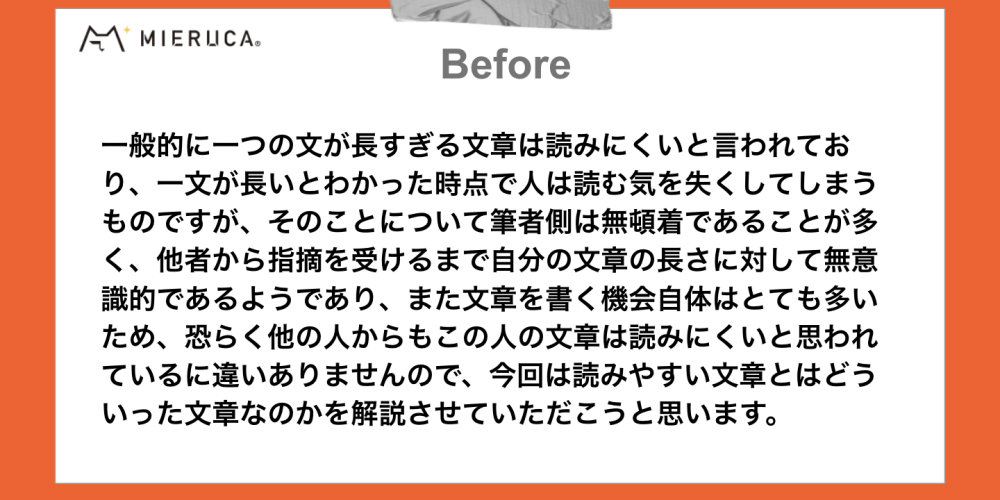 MIERUCA®
Before
一般的に一つの文が長すぎる文章は読みにくいと言われてお
り、一文が長いとわかった時点で人は読む気を失くしてしまう
ものですが、そのことについて筆者側は無頓着であることが多
く、他者から指摘を受けるまで自分の文章の長さに対して無意
識的であるようであり、また文章を書く機会自体はとても多い
ため、恐らく他の人からもこの人の文章は読みにくいと思われ
ているに違いありませんので、今回は読みやすい文章とはどう
いった文章なのかを解説させていただこうと思います。